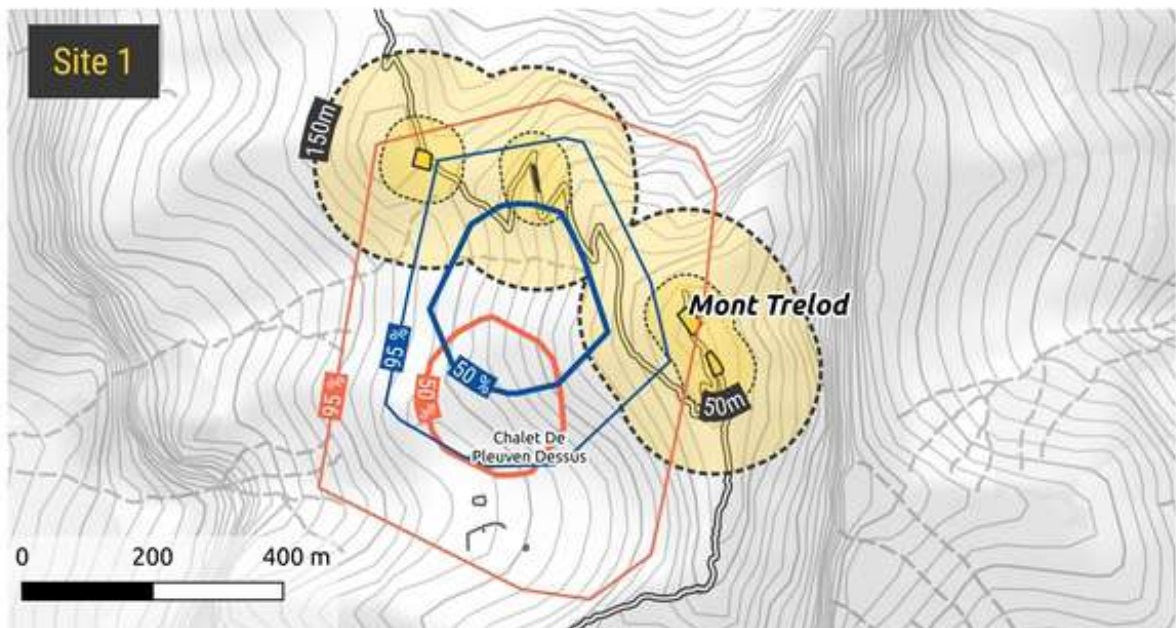 Site 1
150m
Mont Trelod
95 %
95 %
50 %
50 %
50m
Chalet De
Pleuven Dessus
0 200 400 m